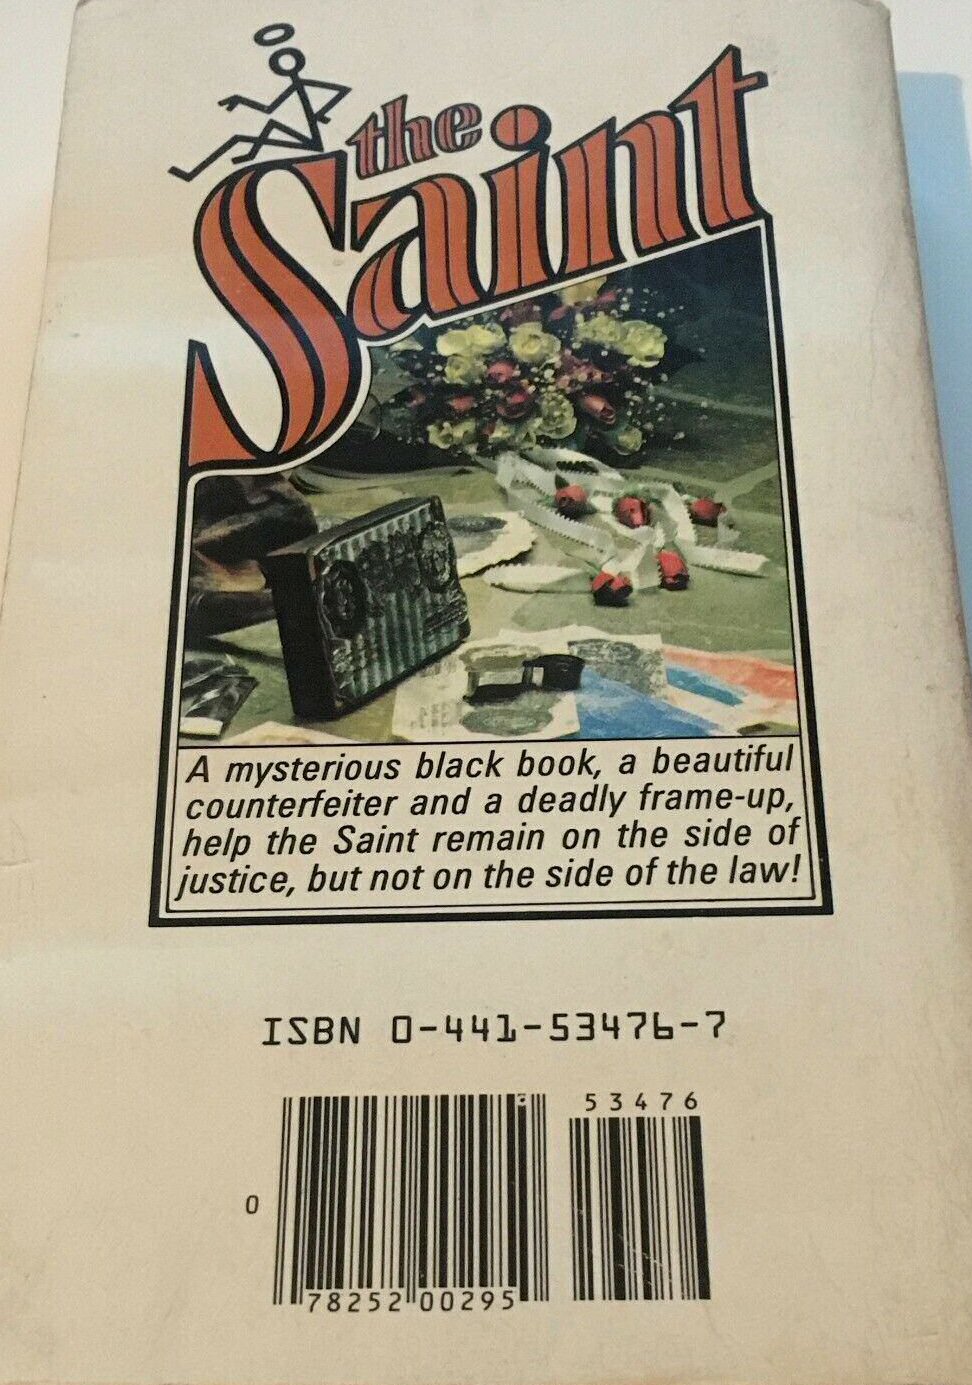 the
Saint
A mysterious black book, a beautiful
counterfeiter and a deadly frame-up,
help the Saint remain on the side of
justice, but not on the side of the law!
ISBN 0-441-53476-7
53476
0
78252 00295